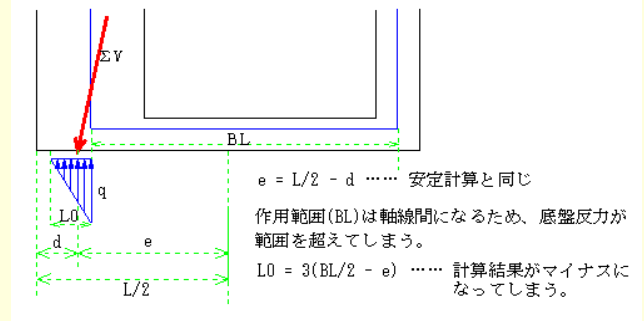 ΣV
BL
q
L0
d
e
L/2
e = L/2 - d …… 安定計算と同じ
作用範囲(BL)は軸線間になるため、底盤反力が
範囲を超えてしまう。
L0 = 3(BL/2 - e) …… 計算結果がマイナスに
なってしまう。